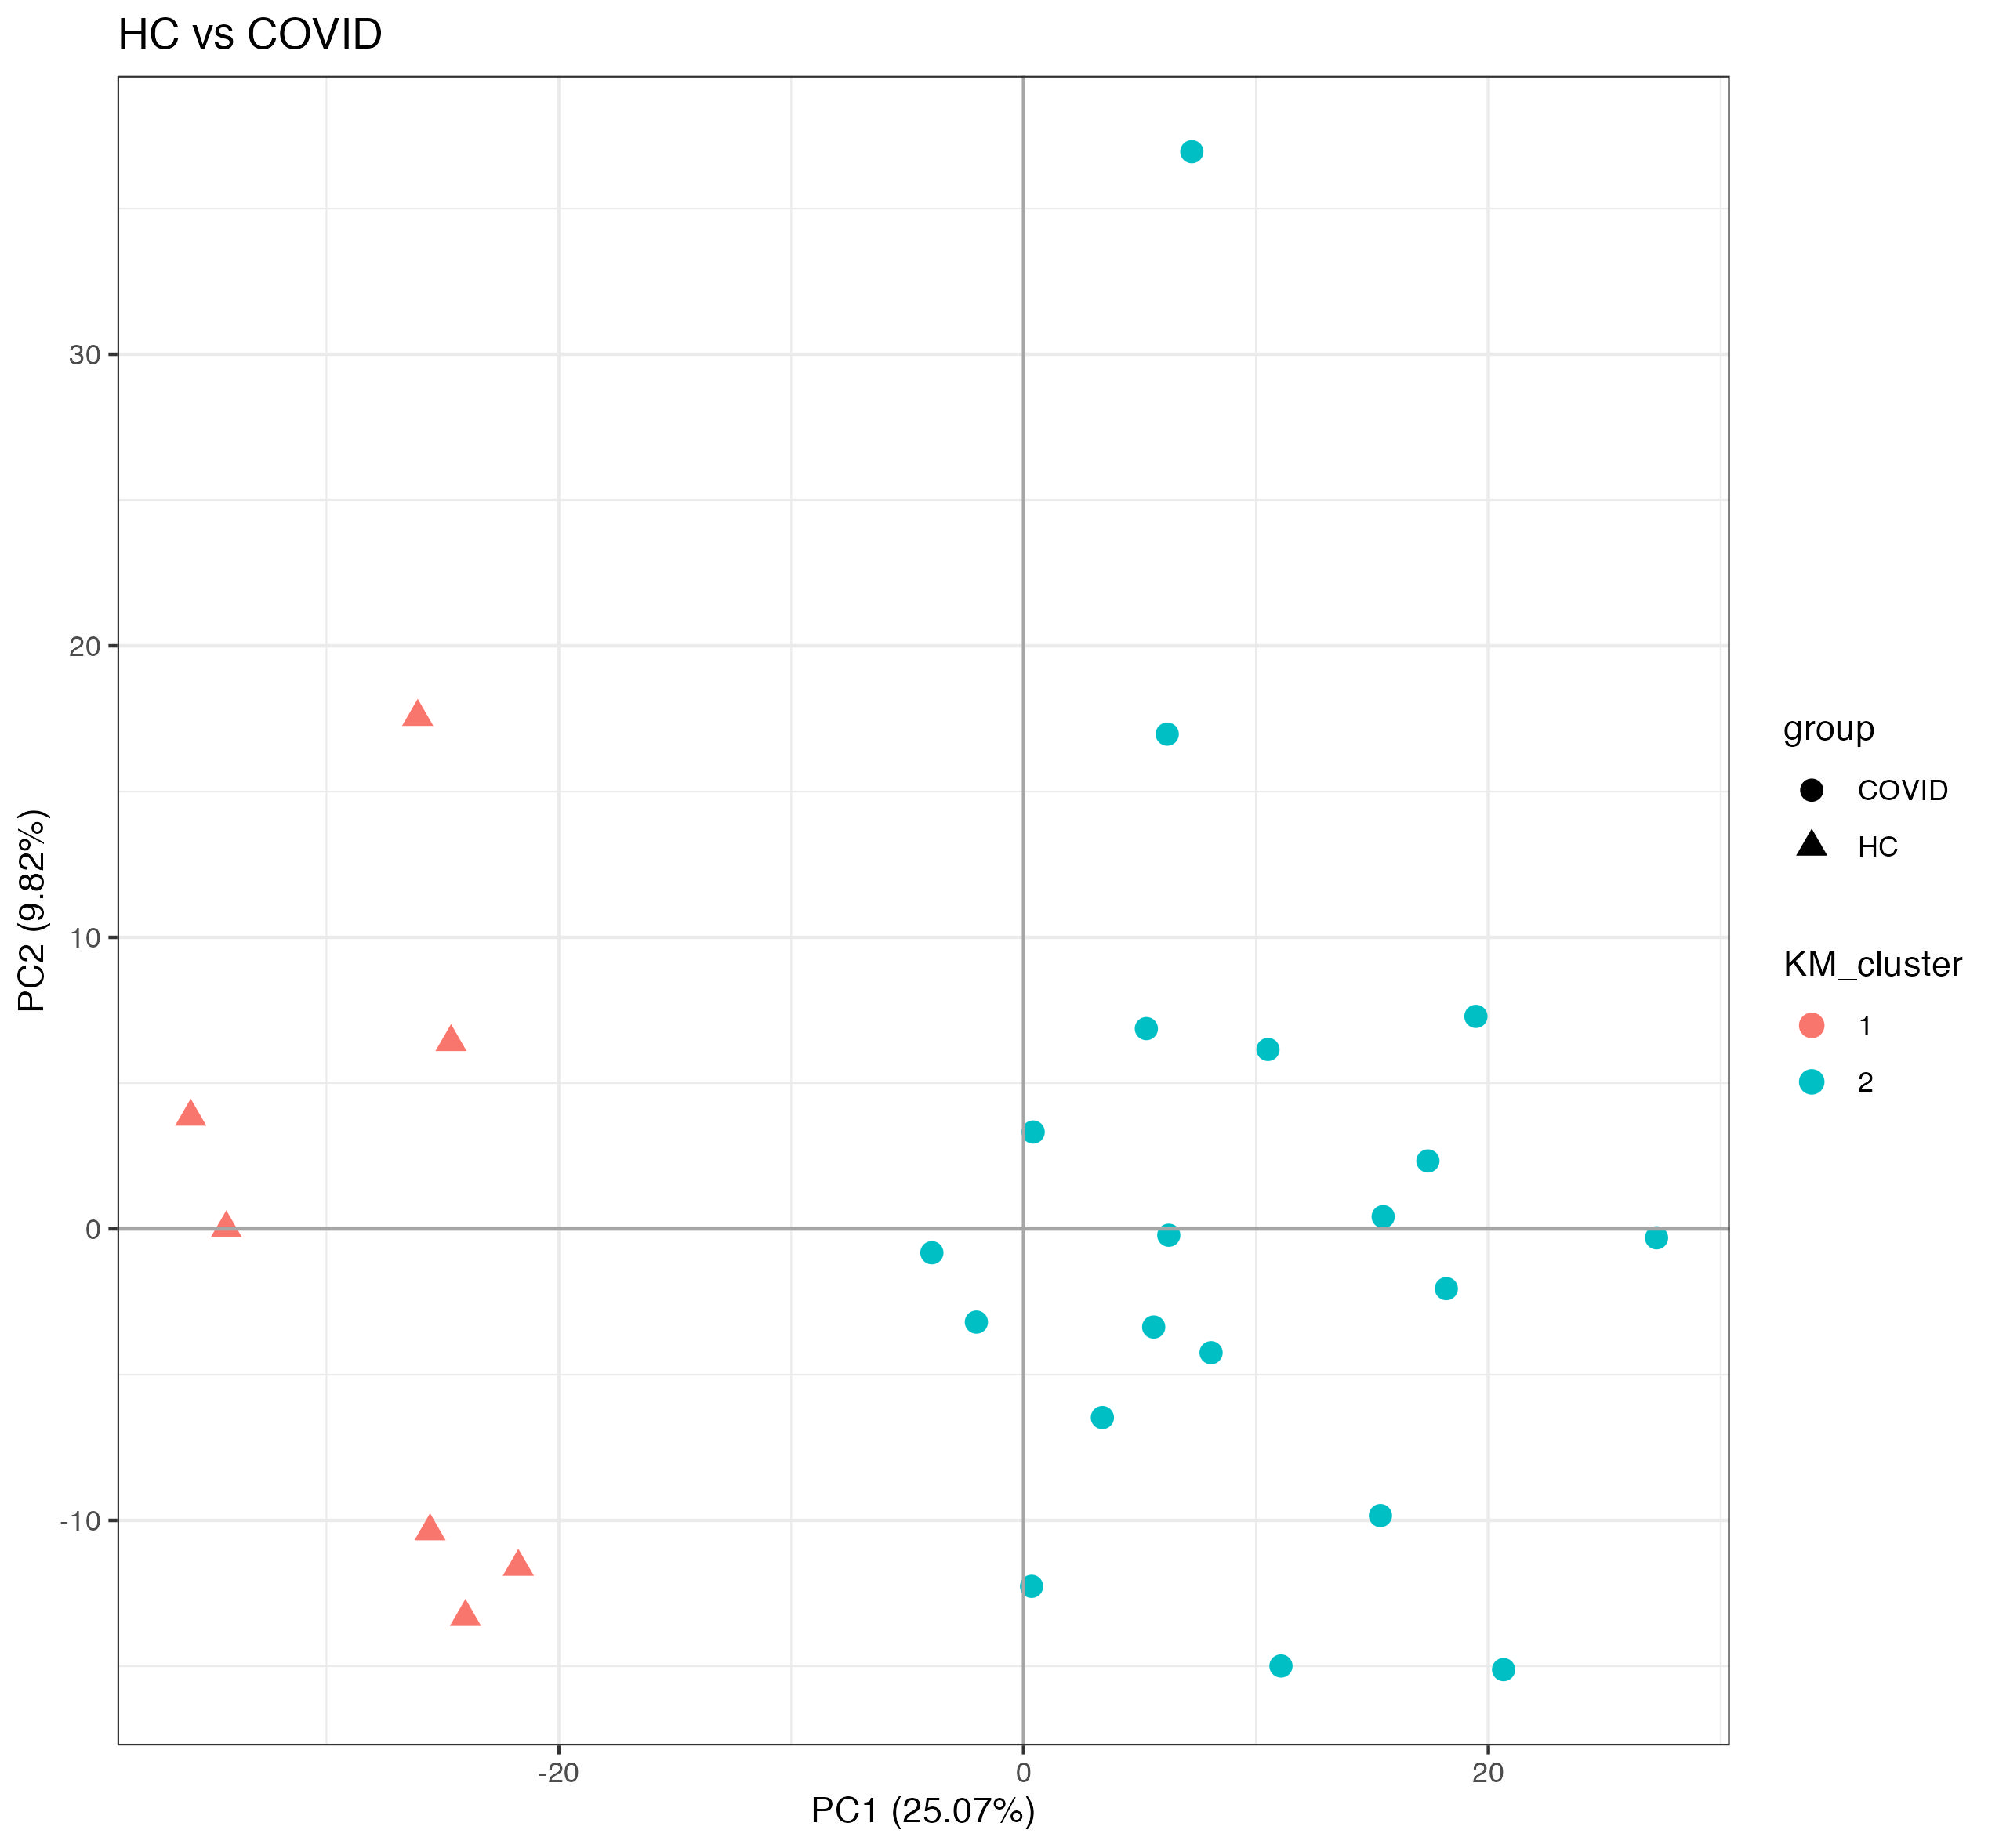 HC vs COVID
30
20
10
0
-10
PC2 (9.82%)
-20
0
20
PC1 (25.07%)
group
COVID
HC
KM_cluster
1
2